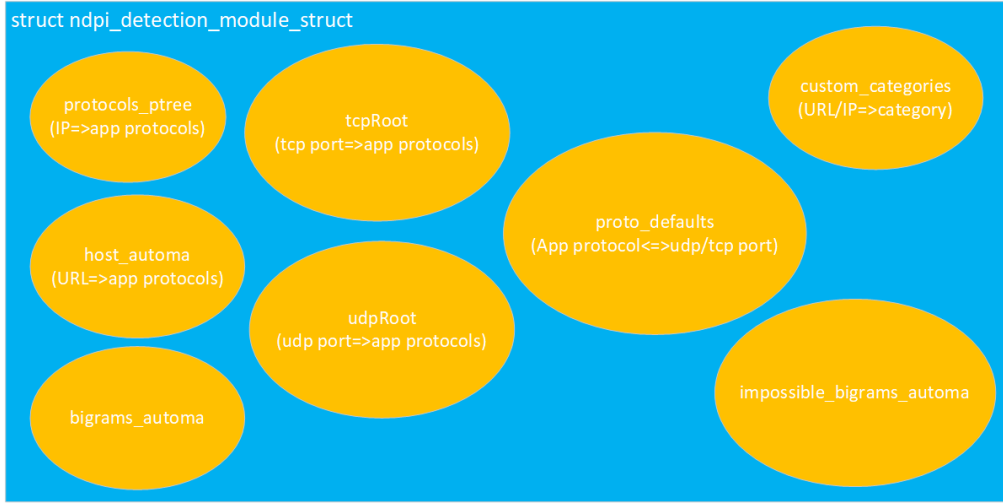 struct ndpi_detection_module_struct
protocols_ptree
(IP=>app protocols)
tcpRoot
(tcp port=>app protocols)
custom_categories
(URL/IP=>category)
host_automa
(URL=>app protocols)
proto_defaults
(App protocol<=>udp/tcp port)
udpRoot
(udp port=>app protocols)
bigrams_automa
impossible_bigrams_automa